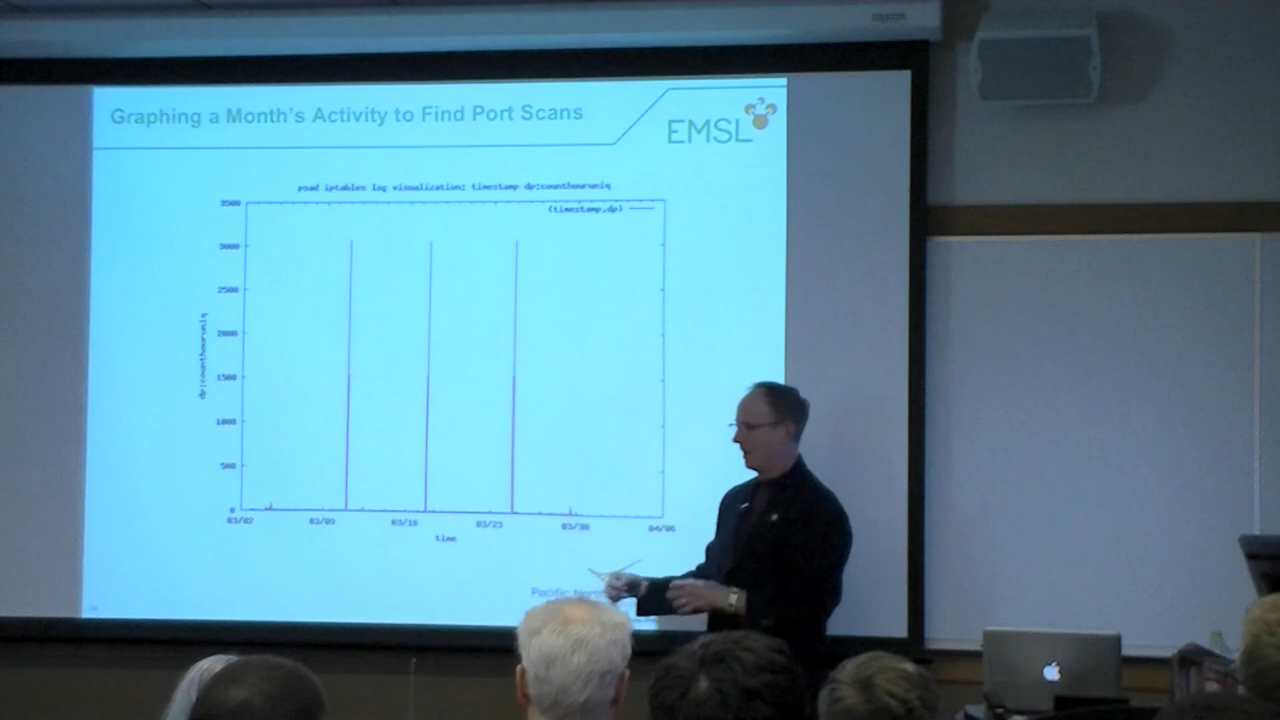 Graphing a Month's Activity to Find Port Scans
EMSL
psad iptables log visualization: timestamp dp:counthouruniq
(timestamp,dp)
3500
3000
2500
2000
1500
1000
500
0
dp:counthouruniq
03/02 03/09 03/16 03/23 03/30 04/06
time
Pacific